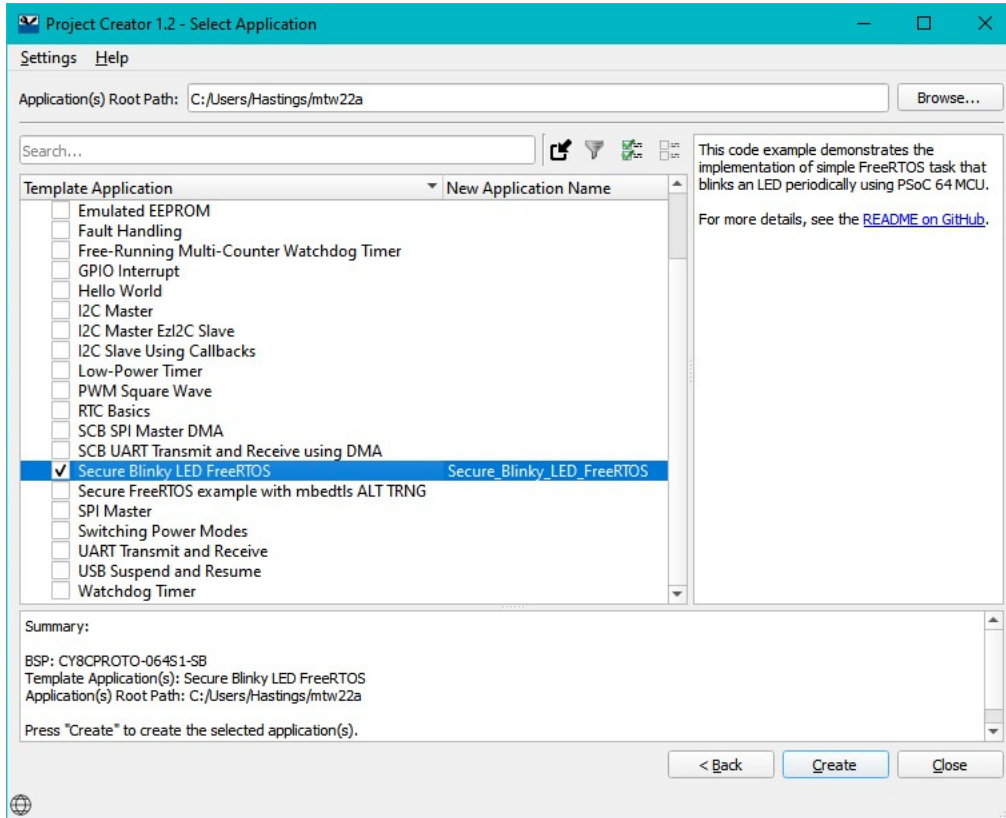 Project Creator 1.2 - Select Application
Settings Help
Application(s) Root Path: C:/Users/Hastings/mtw22a Browse...
Search...
Template Application New Application Name
Emulated EEPROM
Fault Handling
Free-Running Multi-Counter Watchdog Timer
GPIO Interrupt
Hello World
I2C Master
I2C Master EzI2C Slave
I2C Slave Using Callbacks
Low-Power Timer
PWM Square Wave
RTC Basics
SCB SPI Master DMA
SCB UART Transmit and Receive using DMA
Secure Blinky LED FreeRTOS Secure_Blinky_LED_FreeRTOS
Secure FreeRTOS example with mbedtls ALT TRNG
SPI Master
Switching Power Modes
UART Transmit and Receive
USB Suspend and Resume
Watchdog Timer
This code example demonstrates the
implementation of simple FreeRTOS task that
blinks an LED periodically using PSoC 64 MCU.
For more details, see the README on GitHub.
Summary:
BSP: CY8CPROTO-064S1-SB
Template Application(s): Secure Blinky LED FreeRTOS
Application(s) Root Path: C:/Users/Hastings/mtw22a
Press "Create" to create the selected application(s).
< Back Create Close